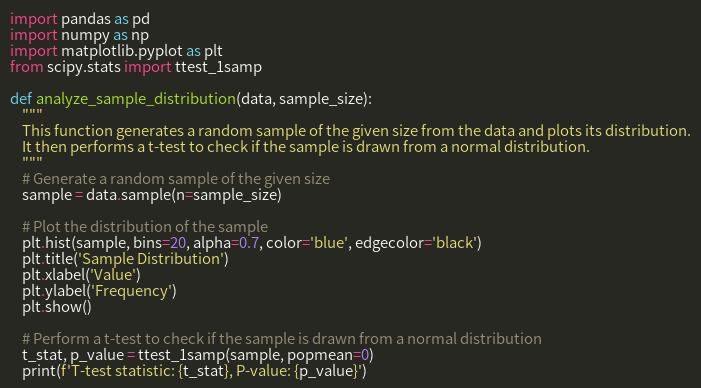 import pandas as pd
import numpy as np
import matplotlib.pyplot as plt
from scipy.stats import ttest_1samp

def analyze_sample_distribution(data, sample_size):
    """
    This function generates a random sample of the given size from the data and plots its distribution.
    It then performs a t-test to check if the sample is drawn from a normal distribution.
    """
    # Generate a random sample of the given size
    sample = data.sample(n=sample_size)

    # Plot the distribution of the sample
    plt.hist(sample, bins=20, alpha=0.7, color='blue', edgecolor='black')
    plt.title('Sample Distribution')
    plt.xlabel('Value')
    plt.ylabel('Frequency')
    plt.show()

    # Perform a t-test to check if the sample is drawn from a normal distribution
    t_stat, p_value = ttest_1samp(sample, popmean=0)
    print(f'T-test statistic: {t_stat}, P-value: {p_value}')